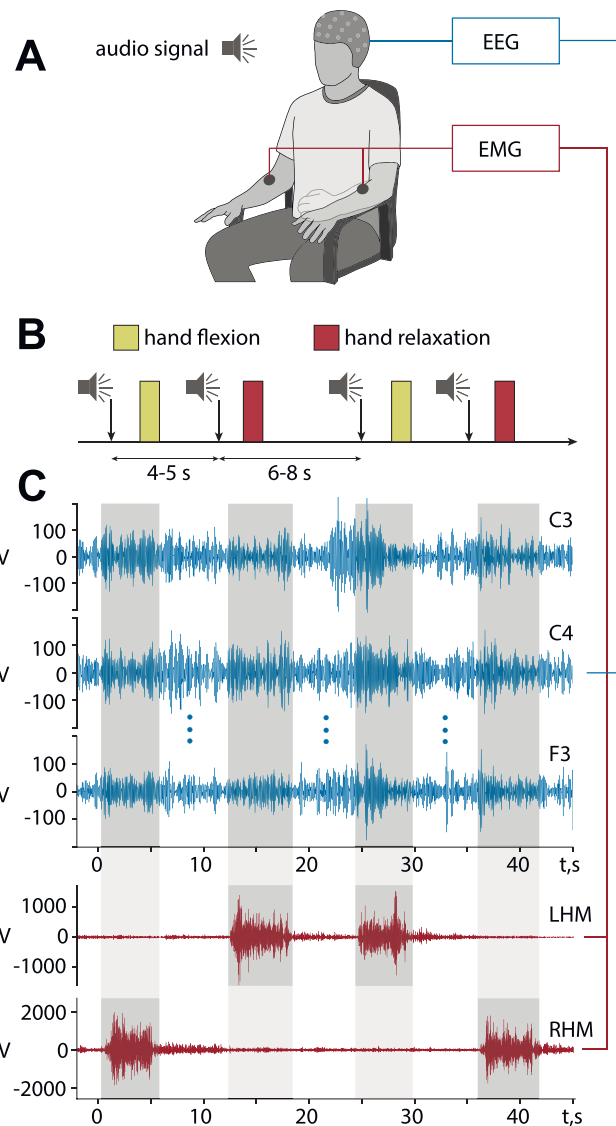 A
audio signal
EEG
EMG
B
hand flexion
hand relaxation
4-5 s
6-8 s
C
C3
100
V 0
-100
C4
100
V 0
-100
F3
100
V 0
-100
0 10 20 30 40 t,s
LHM
1000
V 0
-1000
RHM
2000
V 0
-2000
0 10 20 30 40 t,s